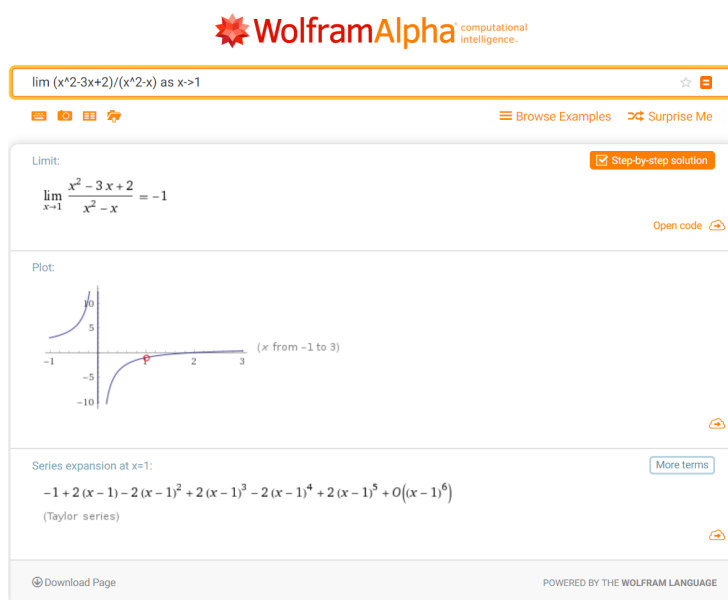 WolframAlpha computational intelligence.
lim (x^2-3x+2)/(x^2-x) as x->1
Browse Examples Surprise Me
Limit: Step-by-step solution
lim x→1 (x² − 3 x + 2)/(x² − x) = −1
Open code
Plot:
10
5
(x from −1 to 3)
−1 1 2 3
−5
−10
Series expansion at x=1: More terms
−1 + 2 (x − 1) − 2 (x − 1)² + 2 (x − 1)³ − 2 (x − 1)⁴ + 2 (x − 1)⁵ + O((x − 1)⁶)
(Taylor series)
Download Page POWERED BY THE WOLFRAM LANGUAGE